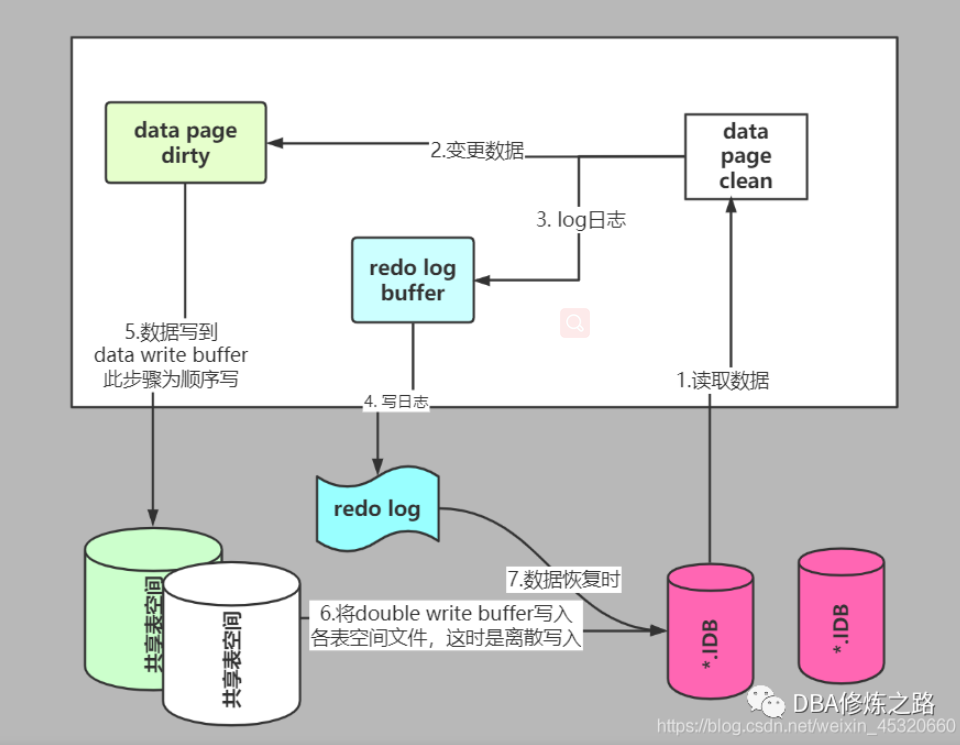 data page
dirty
2.变更数据
data
page
clean
3. log日志
redo log
buffer
5.数据写到
data write buffer
此步骤为顺序写
4. 写日志
1.读取数据
redo log
7.数据恢复时
共享表空间
共享表空间
6.将double write buffer写入
各表空间文件，这时是离散写入
*.IDB
*.IDB
DBA修炼之路
https://blog.csdn.net/weixin_45320660